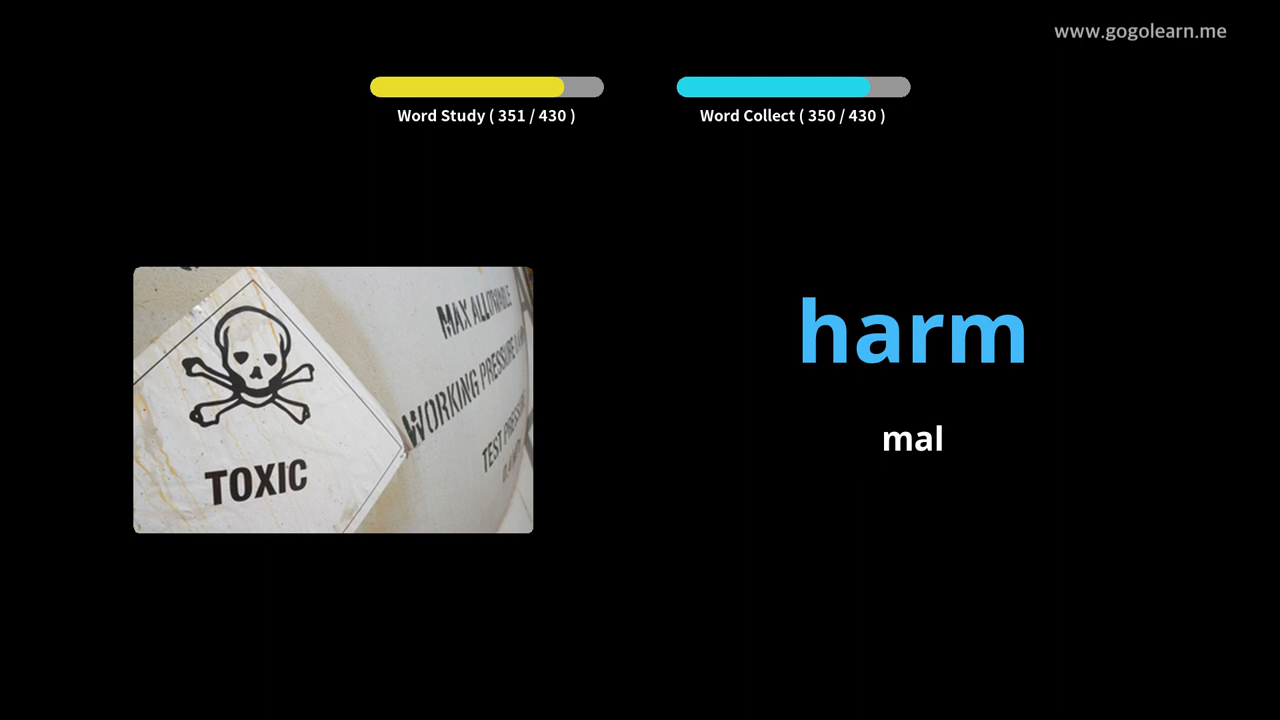 www.gogolearn.me
Word Study ( 351 / 430 )
Word Collect ( 350 / 430 )
MAX ALLOWABLE
WORKING PRESSURE
TEST PRESSURE
TOXIC
harm
mal